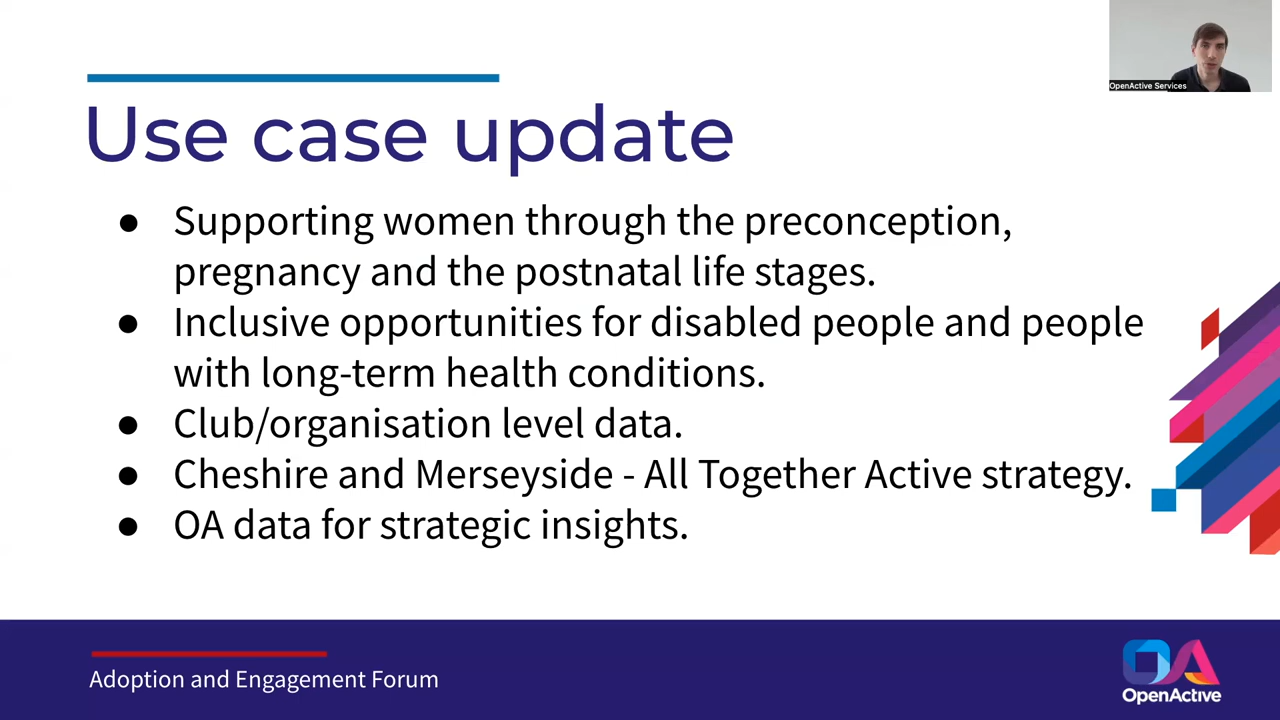 OpenActive Services
Use case update
● Supporting women through the preconception,
pregnancy and the postnatal life stages.
● Inclusive opportunities for disabled people and people
with long-term health conditions.
● Club/organisation level data.
● Cheshire and Merseyside - All Together Active strategy.
● OA data for strategic insights.
Adoption and Engagement Forum
OA
OpenActive